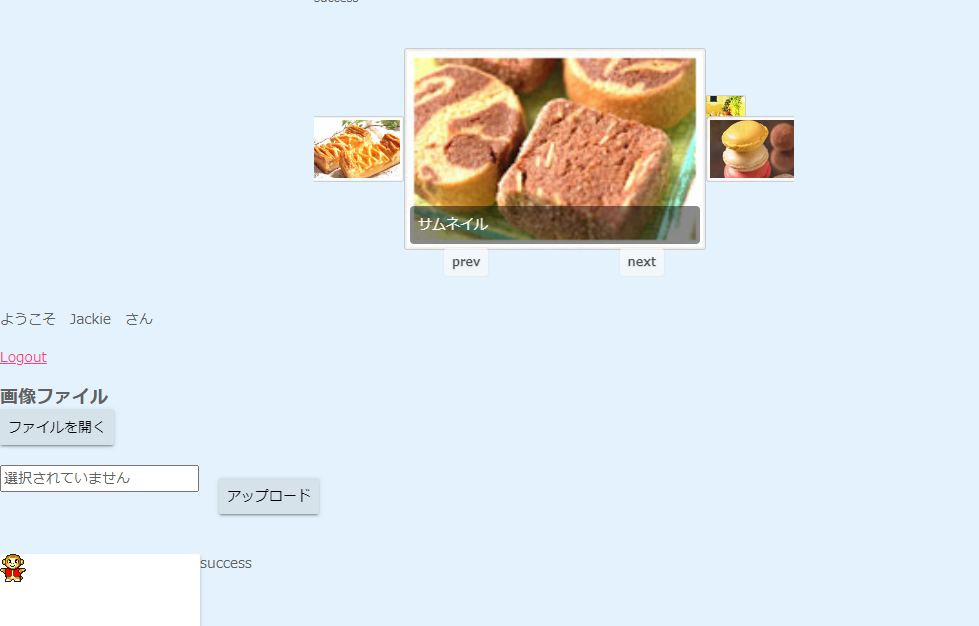 success
サムネイル
prev
next
ようこそ　Jackie　さん
Logout
画像ファイル
ファイルを開く
選択されていません
アップロード
success